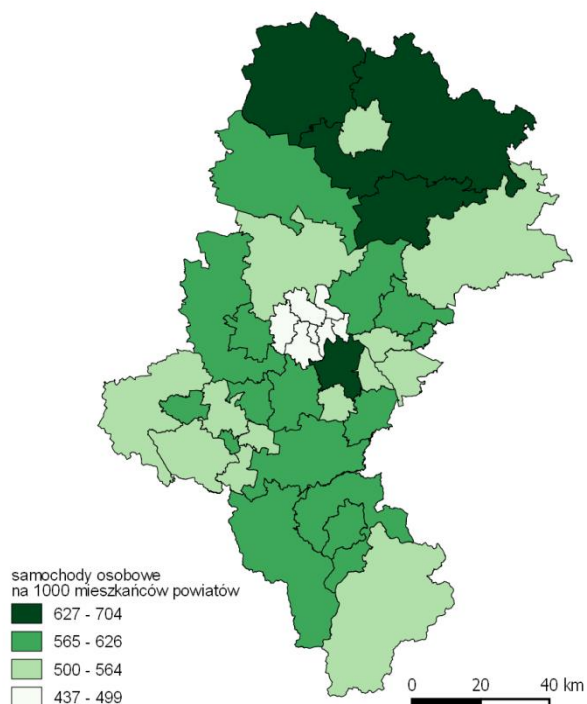 samochody osobowe
na 1000 mieszkańców powiatów
627 - 704
565 - 626
500 - 564
437 - 499
0 20 40 km